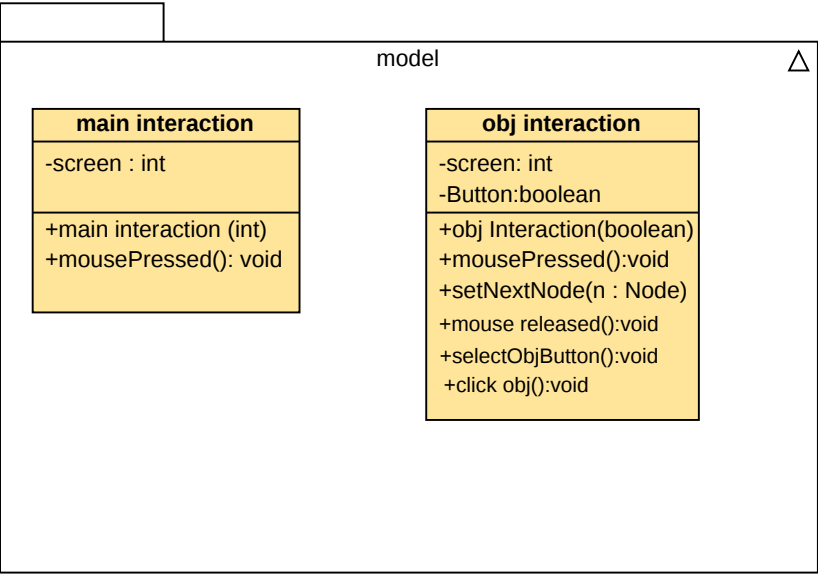 model
main interaction
-screen : int
+main interaction (int)
+mousePressed(): void
obj interaction
-screen: int
-Button:boolean
+obj Interaction(boolean)
+mousePressed():void
+setNextNode(n : Node)
+mouse released():void
+selectObjButton():void
+click obj():void